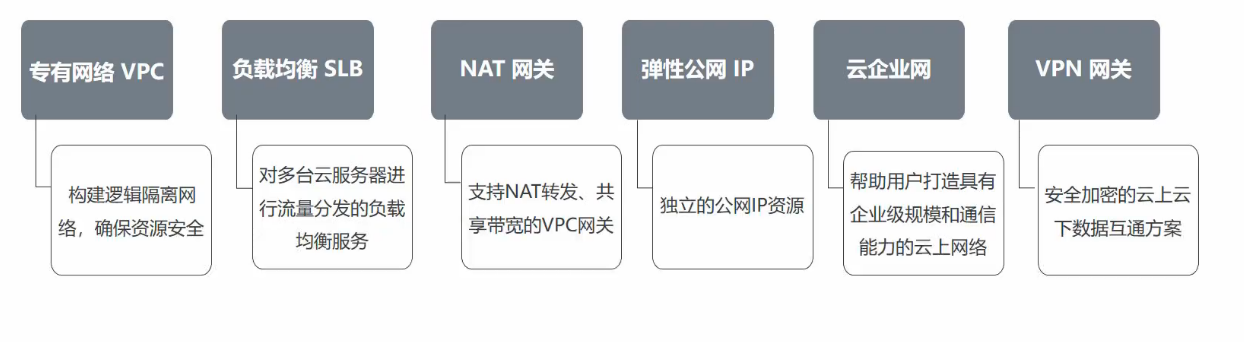 专有网络 VPC
负载均衡 SLB
NAT 网关
弹性公网 IP
云企业网
VPN 网关
构建逻辑隔离网
络，确保资源安全
对多台云服务器进
行流量分发的负载
均衡服务
支持NAT转发、共
享带宽的VPC网关
独立的公网IP资源
帮助用户打造具有
企业级规模和通信
能力的云上网络
安全加密的云上云
下数据互通方案